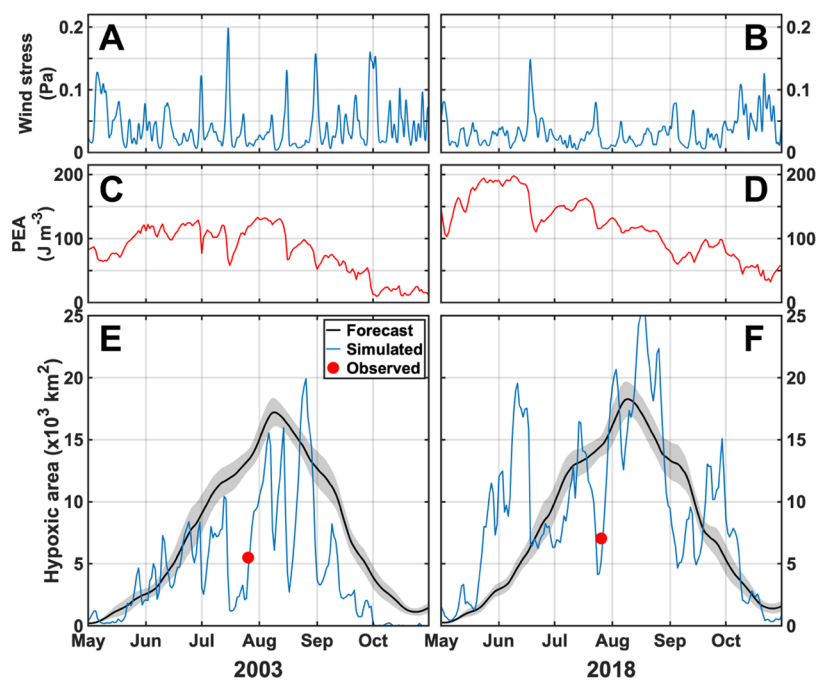 A
B
Wind stress
(Pa)
0.2
0.1
0
0.2
0.1
0
C
D
PEA
(J m-3)
200
100
0
200
100
0
E
F
Forecast
Simulated
Observed
Hypoxic area (x10³ km²)
25
20
15
10
5
0
25
20
15
10
5
0
May Jun Jul Aug Sep Oct
May Jun Jul Aug Sep Oct
2003
2018